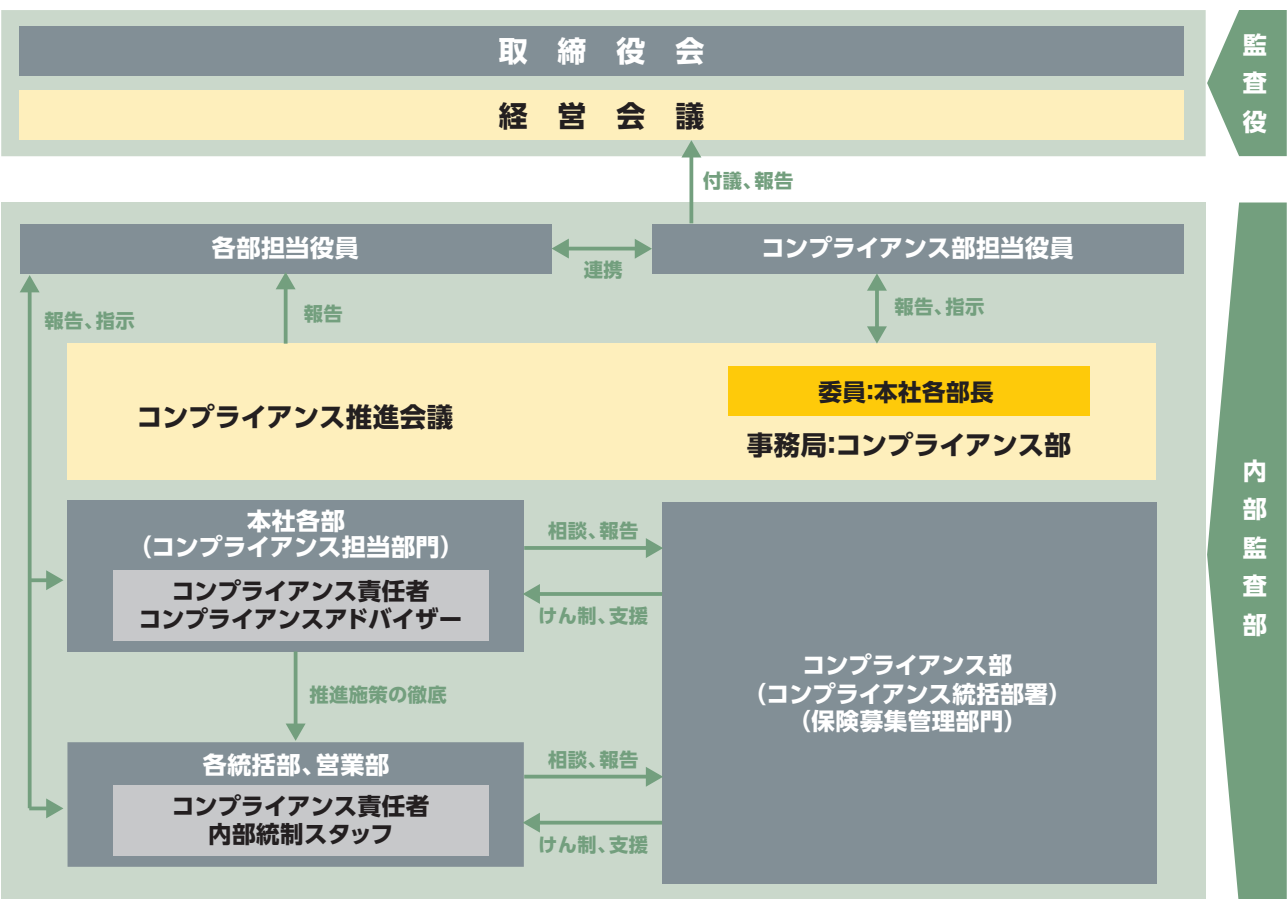 取締役会
経営会議
監査役
付議、報告
各部担当役員
連携
コンプライアンス部担当役員
報告、指示
報告
報告、指示
コンプライアンス推進会議
委員:本社各部長
事務局:コンプライアンス部
内部監査部
本社各部
（コンプライアンス担当部門）
コンプライアンス責任者
コンプライアンスアドバイザー
相談、報告
けん制、支援
推進施策の徹底
コンプライアンス部
（コンプライアンス統括部署）
（保険募集管理部門）
各統括部、営業部
コンプライアンス責任者
内部統制スタッフ
相談、報告
けん制、支援